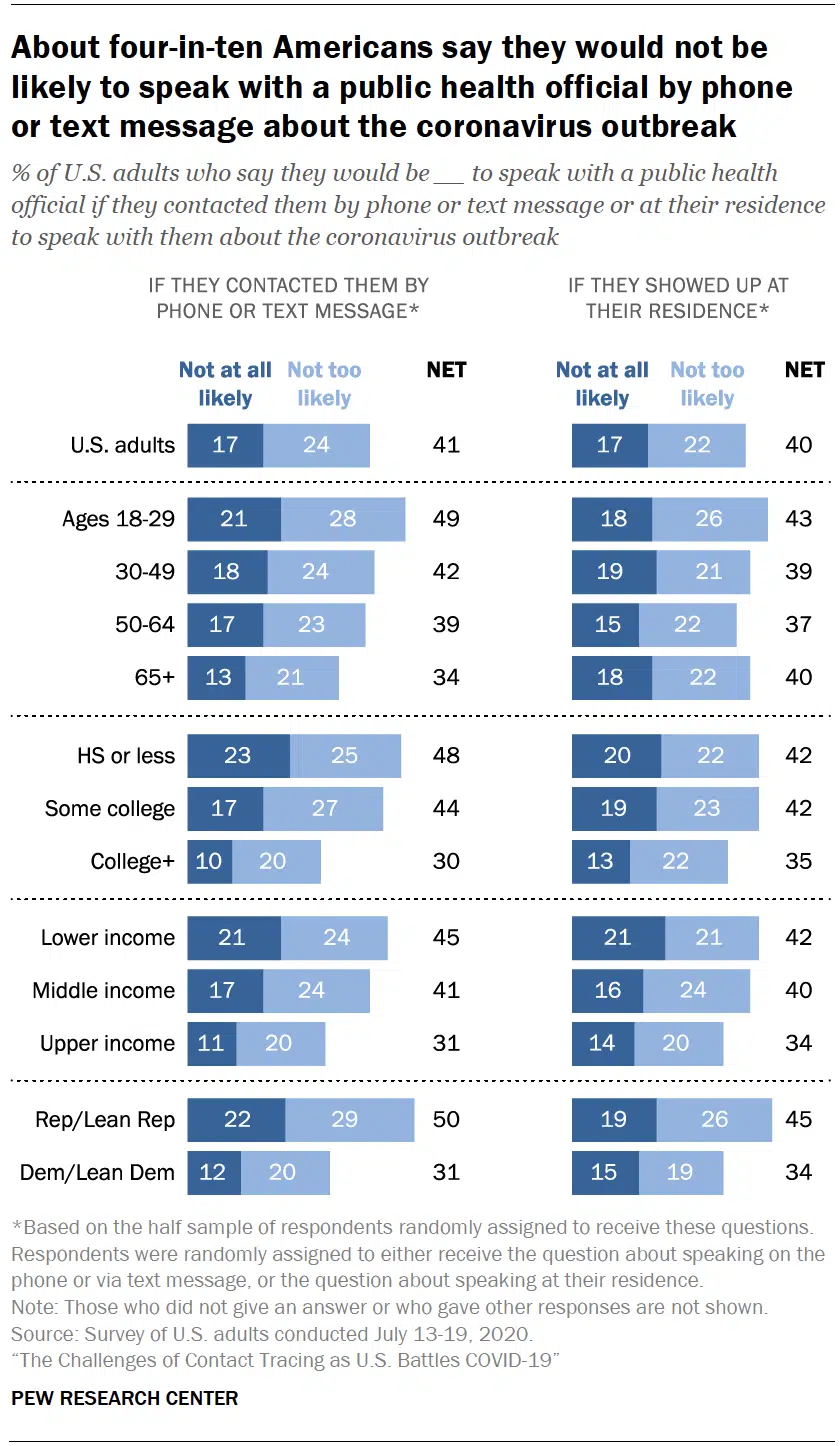 About four-in-ten Americans say they would not be
likely to speak with a public health official by phone
or text message about the coronavirus outbreak
% of U.S. adults who say they would be __ to speak with a public health
official if they contacted them by phone or text message or at their residence
to speak with them about the coronavirus outbreak
IF THEY CONTACTED THEM BY
PHONE OR TEXT MESSAGE*
IF THEY SHOWED UP AT
THEIR RESIDENCE*
Not at all likely Not too likely NET Not at all likely Not too likely NET
U.S. adults 17 24 41 17 22 40
Ages 18-29 21 28 49 18 26 43
30-49 18 24 42 19 21 39
50-64 17 23 39 15 22 37
65+ 13 21 34 18 22 40
HS or less 23 25 48 20 22 42
Some college 17 27 44 19 23 42
College+ 10 20 30 13 22 35
Lower income 21 24 45 21 21 42
Middle income 17 24 41 16 24 40
Upper income 11 20 31 14 20 34
Rep/Lean Rep 22 29 50 19 26 45
Dem/Lean Dem 12 20 31 15 19 34
*Based on the half sample of respondents randomly assigned to receive these questions.
Respondents were randomly assigned to either receive the question about speaking on the
phone or via text message, or the question about speaking at their residence.
Note: Those who did not give an answer or who gave other responses are not shown.
Source: Survey of U.S. adults conducted July 13-19, 2020.
“The Challenges of Contact Tracing as U.S. Battles COVID-19”
PEW RESEARCH CENTER